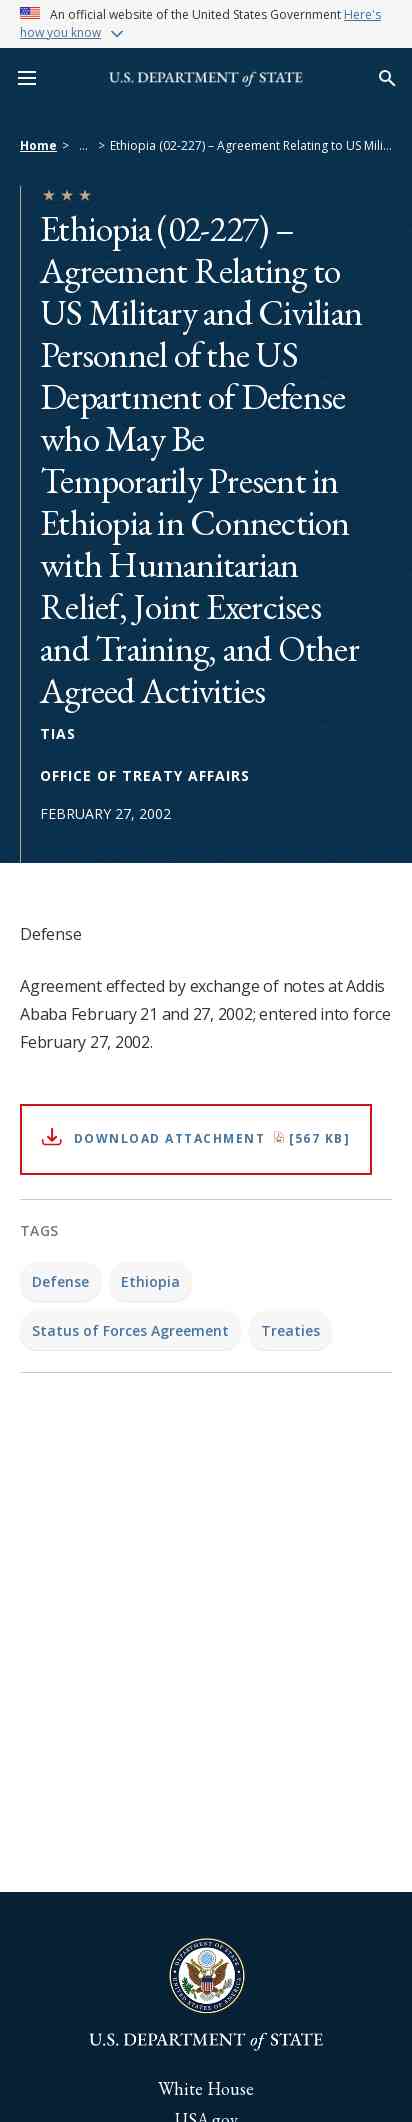 An official website of the United States Government Here's
how you know
U.S. DEPARTMENT of STATE
Home > ... > Ethiopia (02-227) – Agreement Relating to US Mili...
Ethiopia (02-227) –
Agreement Relating to
US Military and Civilian
Personnel of the US
Department of Defense
who May Be
Temporarily Present in
Ethiopia in Connection
with Humanitarian
Relief, Joint Exercises
and Training, and Other
Agreed Activities
TIAS
OFFICE OF TREATY AFFAIRS
FEBRUARY 27, 2002
Defense
Agreement effected by exchange of notes at Addis
Ababa February 21 and 27, 2002; entered into force
February 27, 2002.
DOWNLOAD ATTACHMENT [567 KB]
TAGS
Defense Ethiopia
Status of Forces Agreement Treaties
DEPARTMENT OF STATE
UNITED STATES OF AMERICA
U.S. DEPARTMENT of STATE
White House
USA.gov